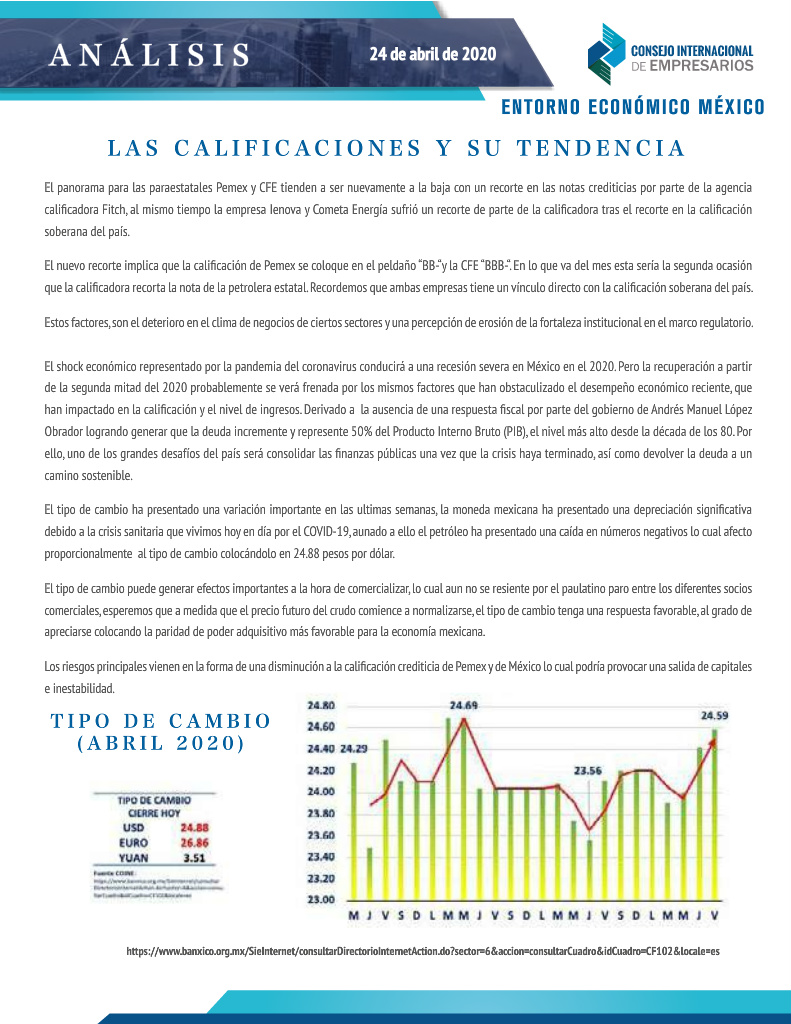 ANÁLISIS
24 de abril de 2020
CONSEJO INTERNACIONAL
DE EMPRESARIOS
ENTORNO ECONÓMICO MÉXICO
LAS CALIFICACIONES Y SU TENDENCIA
El panorama para las paraestatales Pemex y CFE tienden a ser nuevamente a la baja con un recorte en las notas crediticias por parte de la agencia
calificadora Fitch, al mismo tiempo la empresa Ienova y Cometa Energía sufrió un recorte de parte de la calificadora tras el recorte en la calificación
soberana del país.
El nuevo recorte implica que la calificación de Pemex se coloque en el peldaño “BB-“y la CFE “BBB-“. En lo que va del mes esta sería la segunda ocasión
que la calificadora recorta la nota de la petrolera estatal. Recordemos que ambas empresas tiene un vínculo directo con la calificación soberana del país.
Estos factores, son el deterioro en el clima de negocios de ciertos sectores y una percepción de erosión de la fortaleza institucional en el marco regulatorio.
El shock económico representado por la pandemia del coronavirus conducirá a una recesión severa en México en el 2020. Pero la recuperación a partir
de la segunda mitad del 2020 probablemente se verá frenada por los mismos factores que han obstaculizado el desempeño económico reciente, que
han impactado en la calificación y el nivel de ingresos. Derivado a la ausencia de una respuesta fiscal por parte del gobierno de Andrés Manuel López
Obrador logrando generar que la deuda incremente y represente 50% del Producto Interno Bruto (PIB), el nivel más alto desde la década de los 80. Por
ello, uno de los grandes desafíos del país será consolidar las finanzas públicas una vez que la crisis haya terminado, así como devolver la deuda a un
camino sostenible.
El tipo de cambio ha presentado una variación importante en las ultimas semanas, la moneda mexicana ha presentado una depreciación significativa
debido a la crisis sanitaria que vivimos hoy en día por el COVID-19, aunado a ello el petróleo ha presentado una caída en números negativos lo cual afecto
proporcionalmente al tipo de cambio colocándolo en 24.88 pesos por dólar.
El tipo de cambio puede generar efectos importantes a la hora de comercializar, lo cual aun no se resiente por el paulatino paro entre los diferentes socios
comerciales, esperemos que a medida que el precio futuro del crudo comience a normalizarse, el tipo de cambio tenga una respuesta favorable, al grado de
apreciarse colocando la paridad de poder adquisitivo más favorable para la economía mexicana.
Los riesgos principales vienen en la forma de una disminución a la calificación crediticia de Pemex y de México lo cual podría provocar una salida de capitales
e inestabilidad.
TIPO DE CAMBIO
(ABRIL 2020)
TIPO DE CAMBIO
CIERRE HOY
USD 24.88
EURO 26.86
YUAN 3.51
Fuente COINE:
24.80
24.60
24.40
24.20
24.00
23.80
23.60
23.40
23.20
23.00
24.29
24.69
23.56
24.59
M J V S D L M M J V S D L M M J V S D L M M J V
https://www.banxico.org.mx/SieInternet/consultarDirectorioInternetAction.do?sector=6&accion=consultarCuadro&idCuadro=CF102&locale=es